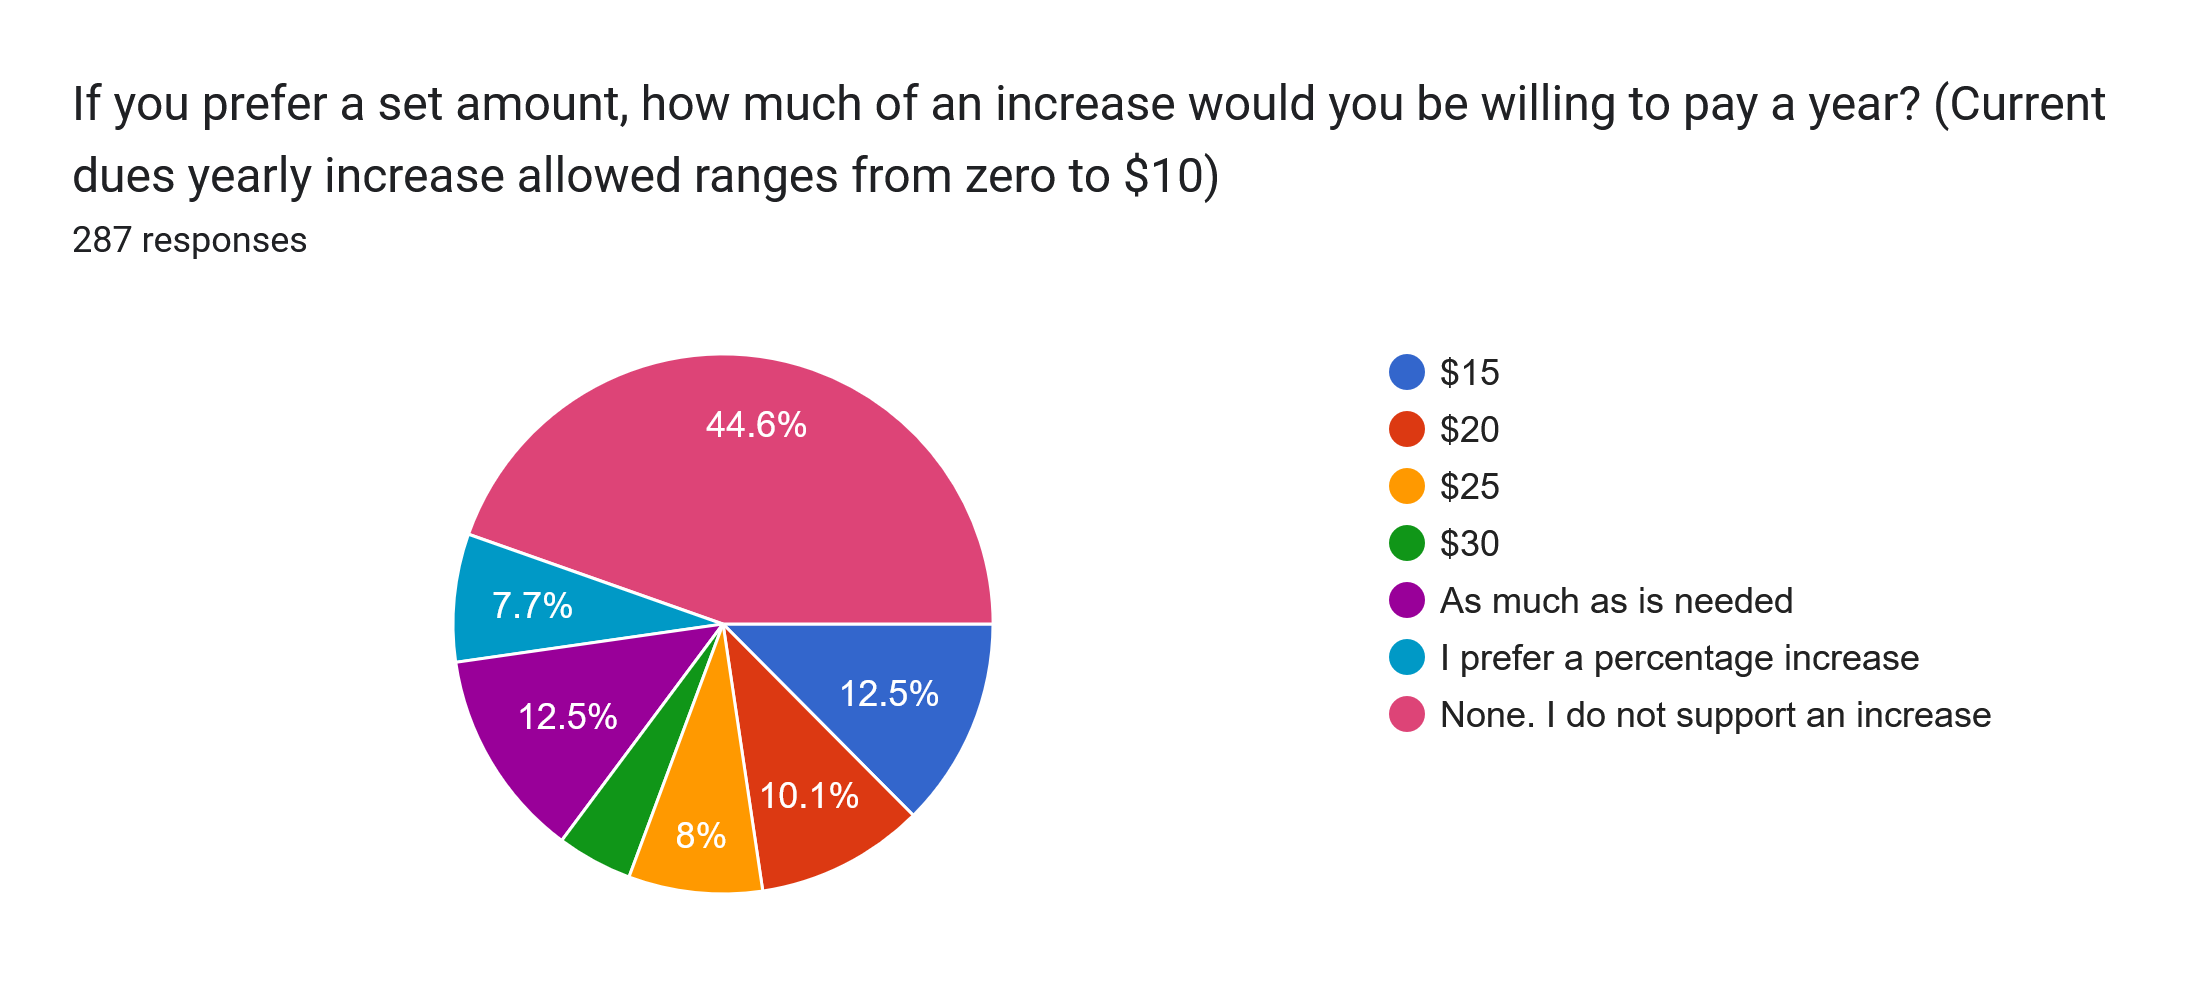 If you prefer a set amount, how much of an increase would you be willing to pay a year? (Current
dues yearly increase allowed ranges from zero to $10)
287 responses
44.6%
7.7%
12.5%
12.5%
10.1%
8%
$15
$20
$25
$30
As much as is needed
I prefer a percentage increase
None. I do not support an increase